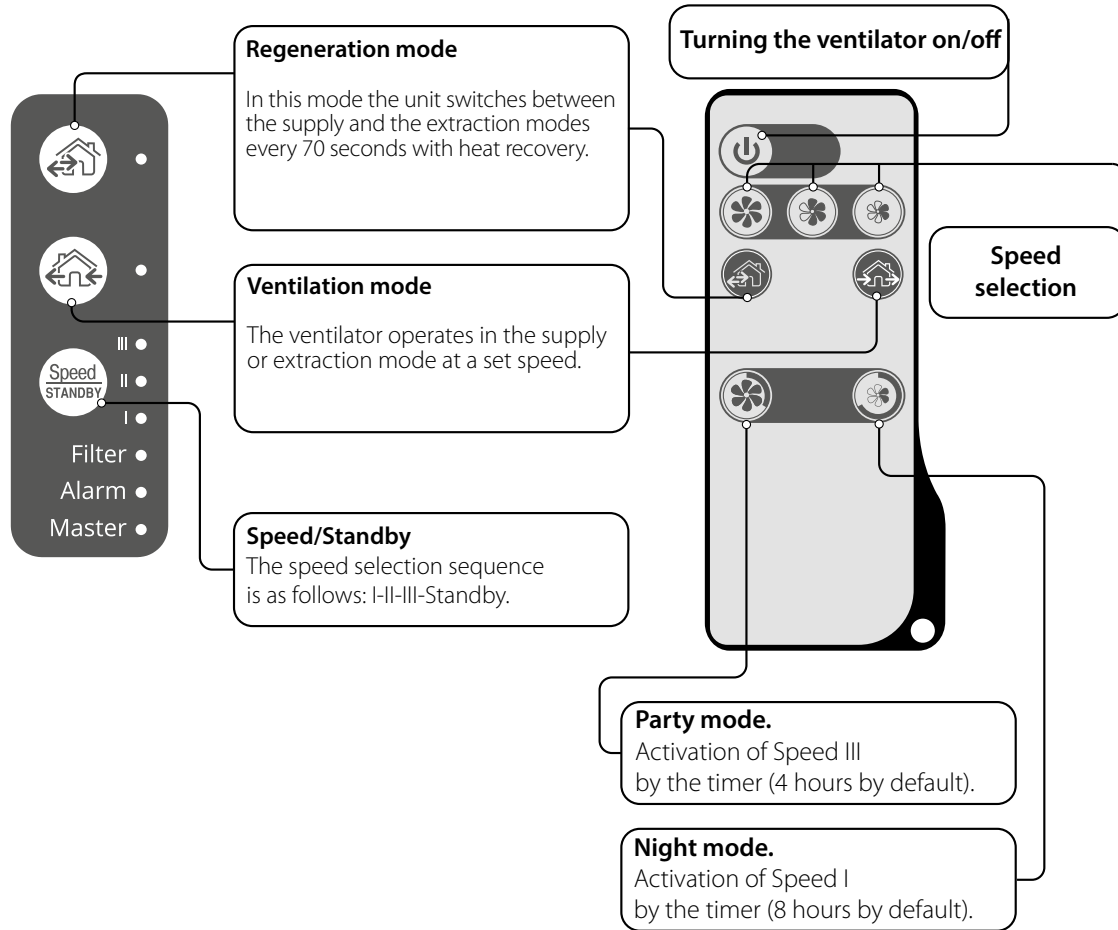 Regeneration mode
In this mode the unit switches between
the supply and the extraction modes
every 70 seconds with heat recovery.
Turning the ventilator on/off
Ventilation mode
The ventilator operates in the supply
or extraction mode at a set speed.
Speed
selection
III
Speed
STANDBY
II
I
Filter
Alarm
Master
Speed/Standby
The speed selection sequence
is as follows: I-II-III-Standby.
Party mode.
Activation of Speed III
by the timer (4 hours by default).
Night mode.
Activation of Speed I
by the timer (8 hours by default).